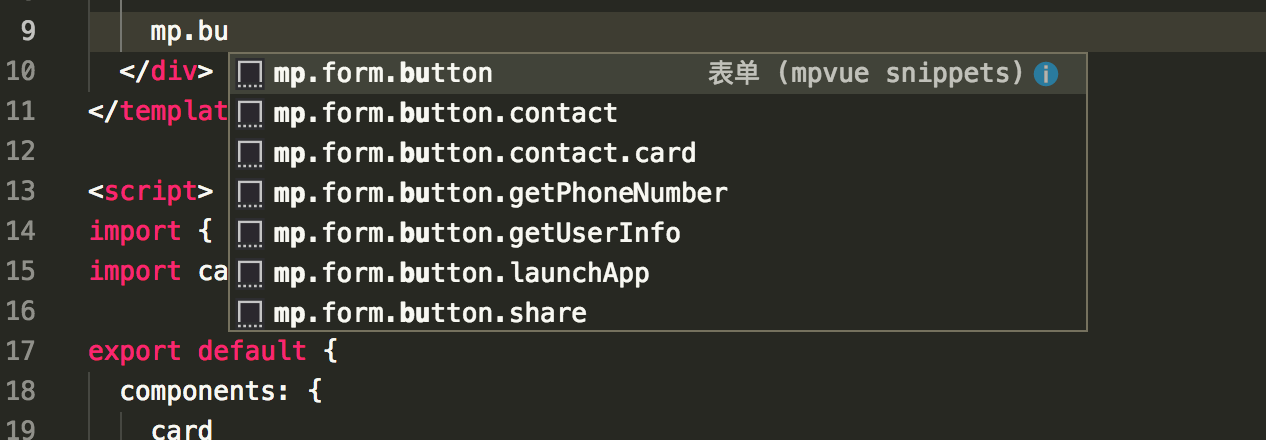 9 mp.bu
mp.form.button 表单 (mpvue snippets)
10 </div>
mp.form.button.contact
11 </templat
mp.form.button.contact.card
12
mp.form.button.getPhoneNumber
13 <script>
mp.form.button.getUserInfo
14 import {
mp.form.button.launchApp
15 import ca
mp.form.button.share
16
17 export default {
18 components: {
19 card